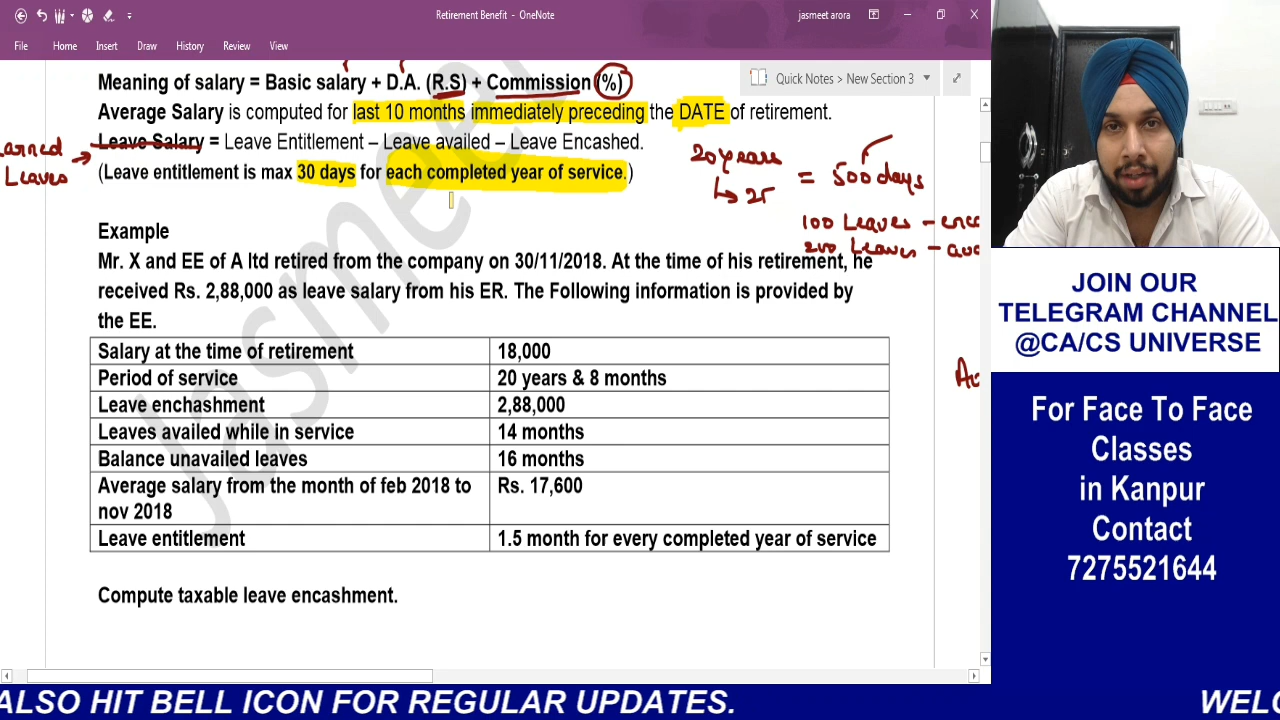 Retirement Benefit - OneNote
jasmeet arora
File Home Insert Draw History Review View
Quick Notes > New Section 3
Meaning of salary = Basic salary + D.A. (R.S) + Commission (%)
Average Salary is computed for last 10 months immediately preceding the DATE of retirement.
Leave Salary = Leave Entitlement – Leave availed – Leave Encashed.
(Leave entitlement is max 30 days for each completed year of service.)
arned
Leaves
20years
25
= 500 days
100 Leaves - enca
200 Leaves - ava
Example
Mr. X and EE of A ltd retired from the company on 30/11/2018. At the time of his retirement, he
received Rs. 2,88,000 as leave salary from his ER. The Following information is provided by
the EE.
Salary at the time of retirement 18,000
Period of service 20 years & 8 months
Leave enchashment 2,88,000
Leaves availed while in service 14 months
Balance unavailed leaves 16 months
Average salary from the month of feb 2018 to Rs. 17,600
nov 2018
Leave entitlement 1.5 month for every completed year of service
Compute taxable leave encashment.
Jasmeet
JOIN OUR
TELEGRAM CHANNEL
@CA/CS UNIVERSE
For Face To Face
Classes
in Kanpur
Contact
7275521644
ALSO HIT BELL ICON FOR REGULAR UPDATES. WELC